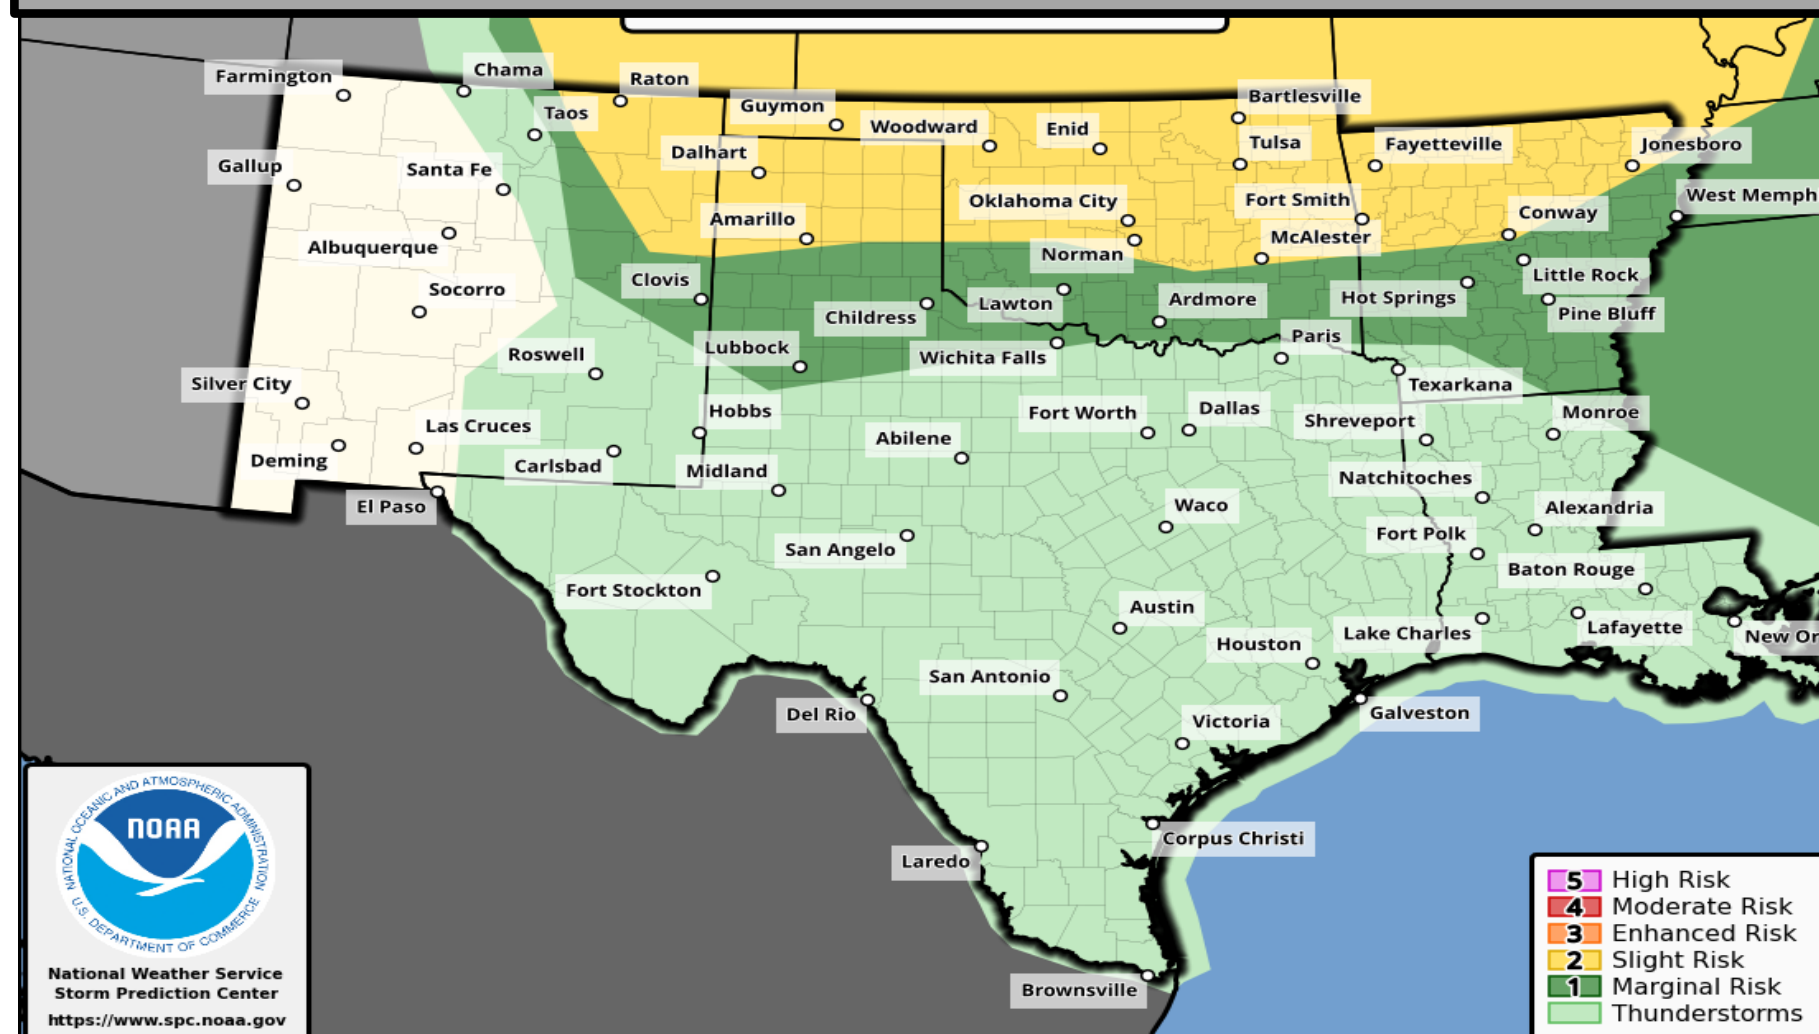 Farmington
Chama
Raton
Taos
Guymon
Woodward
Enid
Bartlesville
Tulsa
Fayetteville
Jonesboro
Gallup
Santa Fe
Dalhart
Amarillo
Oklahoma City
Fort Smith
Conway
West Memph
Albuquerque
Norman
McAlester
Little Rock
Socorro
Clovis
Childress
Lawton
Ardmore
Hot Springs
Pine Bluff
Roswell
Lubbock
Wichita Falls
Paris
Silver City
Texarkana
Las Cruces
Hobbs
Abilene
Fort Worth
Dallas
Shreveport
Monroe
Deming
Carlsbad
Midland
Natchitoches
El Paso
Waco
Alexandria
San Angelo
Fort Polk
Fort Stockton
Baton Rouge
Austin
Lake Charles
Lafayette
New Or
Houston
San Antonio
Del Rio
Victoria
Galveston
Corpus Christi
Laredo
Brownsville
NATIONAL OCEANIC AND ATMOSPHERIC ADMINISTRATION
NOAA
U.S. DEPARTMENT OF COMMERCE
National Weather Service
Storm Prediction Center
https://www.spc.noaa.gov
5 High Risk
4 Moderate Risk
3 Enhanced Risk
2 Slight Risk
1 Marginal Risk
Thunderstorms